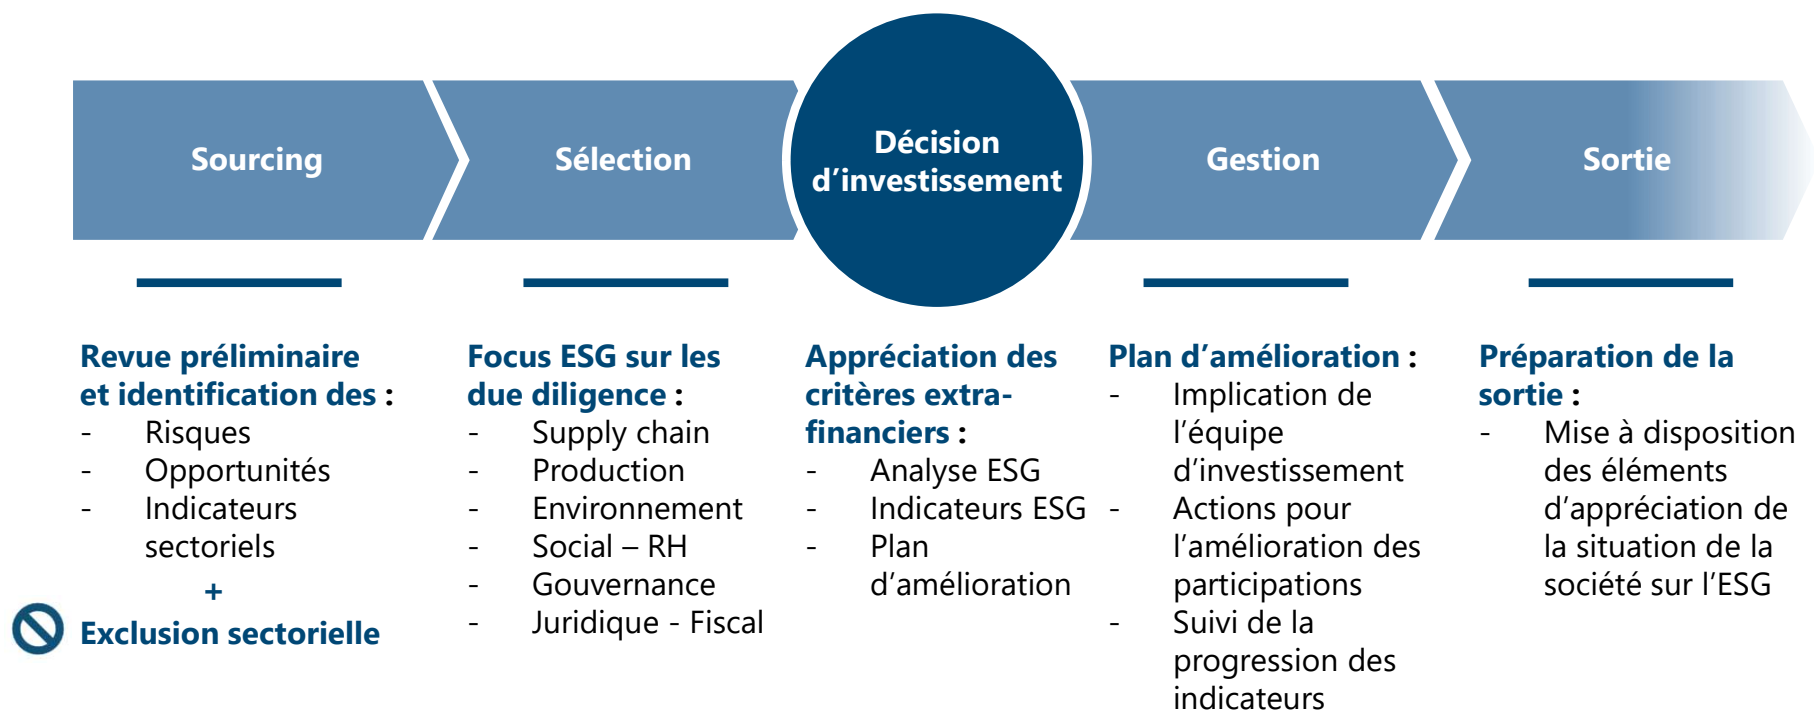 Sourcing
Sélection
Décision
d’investissement
Gestion
Sortie
Revue préliminaire
et identification des :
- Risques
- Opportunités
- Indicateurs
sectoriels
+
Exclusion sectorielle
Focus ESG sur les
due diligence :
- Supply chain
- Production
- Environnement
- Social – RH
- Gouvernance
- Juridique - Fiscal
Appréciation des
critères extra-
financiers :
- Analyse ESG
- Indicateurs ESG
- Plan
d’amélioration
Plan d’amélioration :
- Implication de
l’équipe
d’investissement
- Actions pour
l’amélioration des
participations
- Suivi de la
progression des
indicateurs
Préparation de la
sortie :
- Mise à disposition
des éléments
d’appréciation de
la situation de la
société sur l’ESG